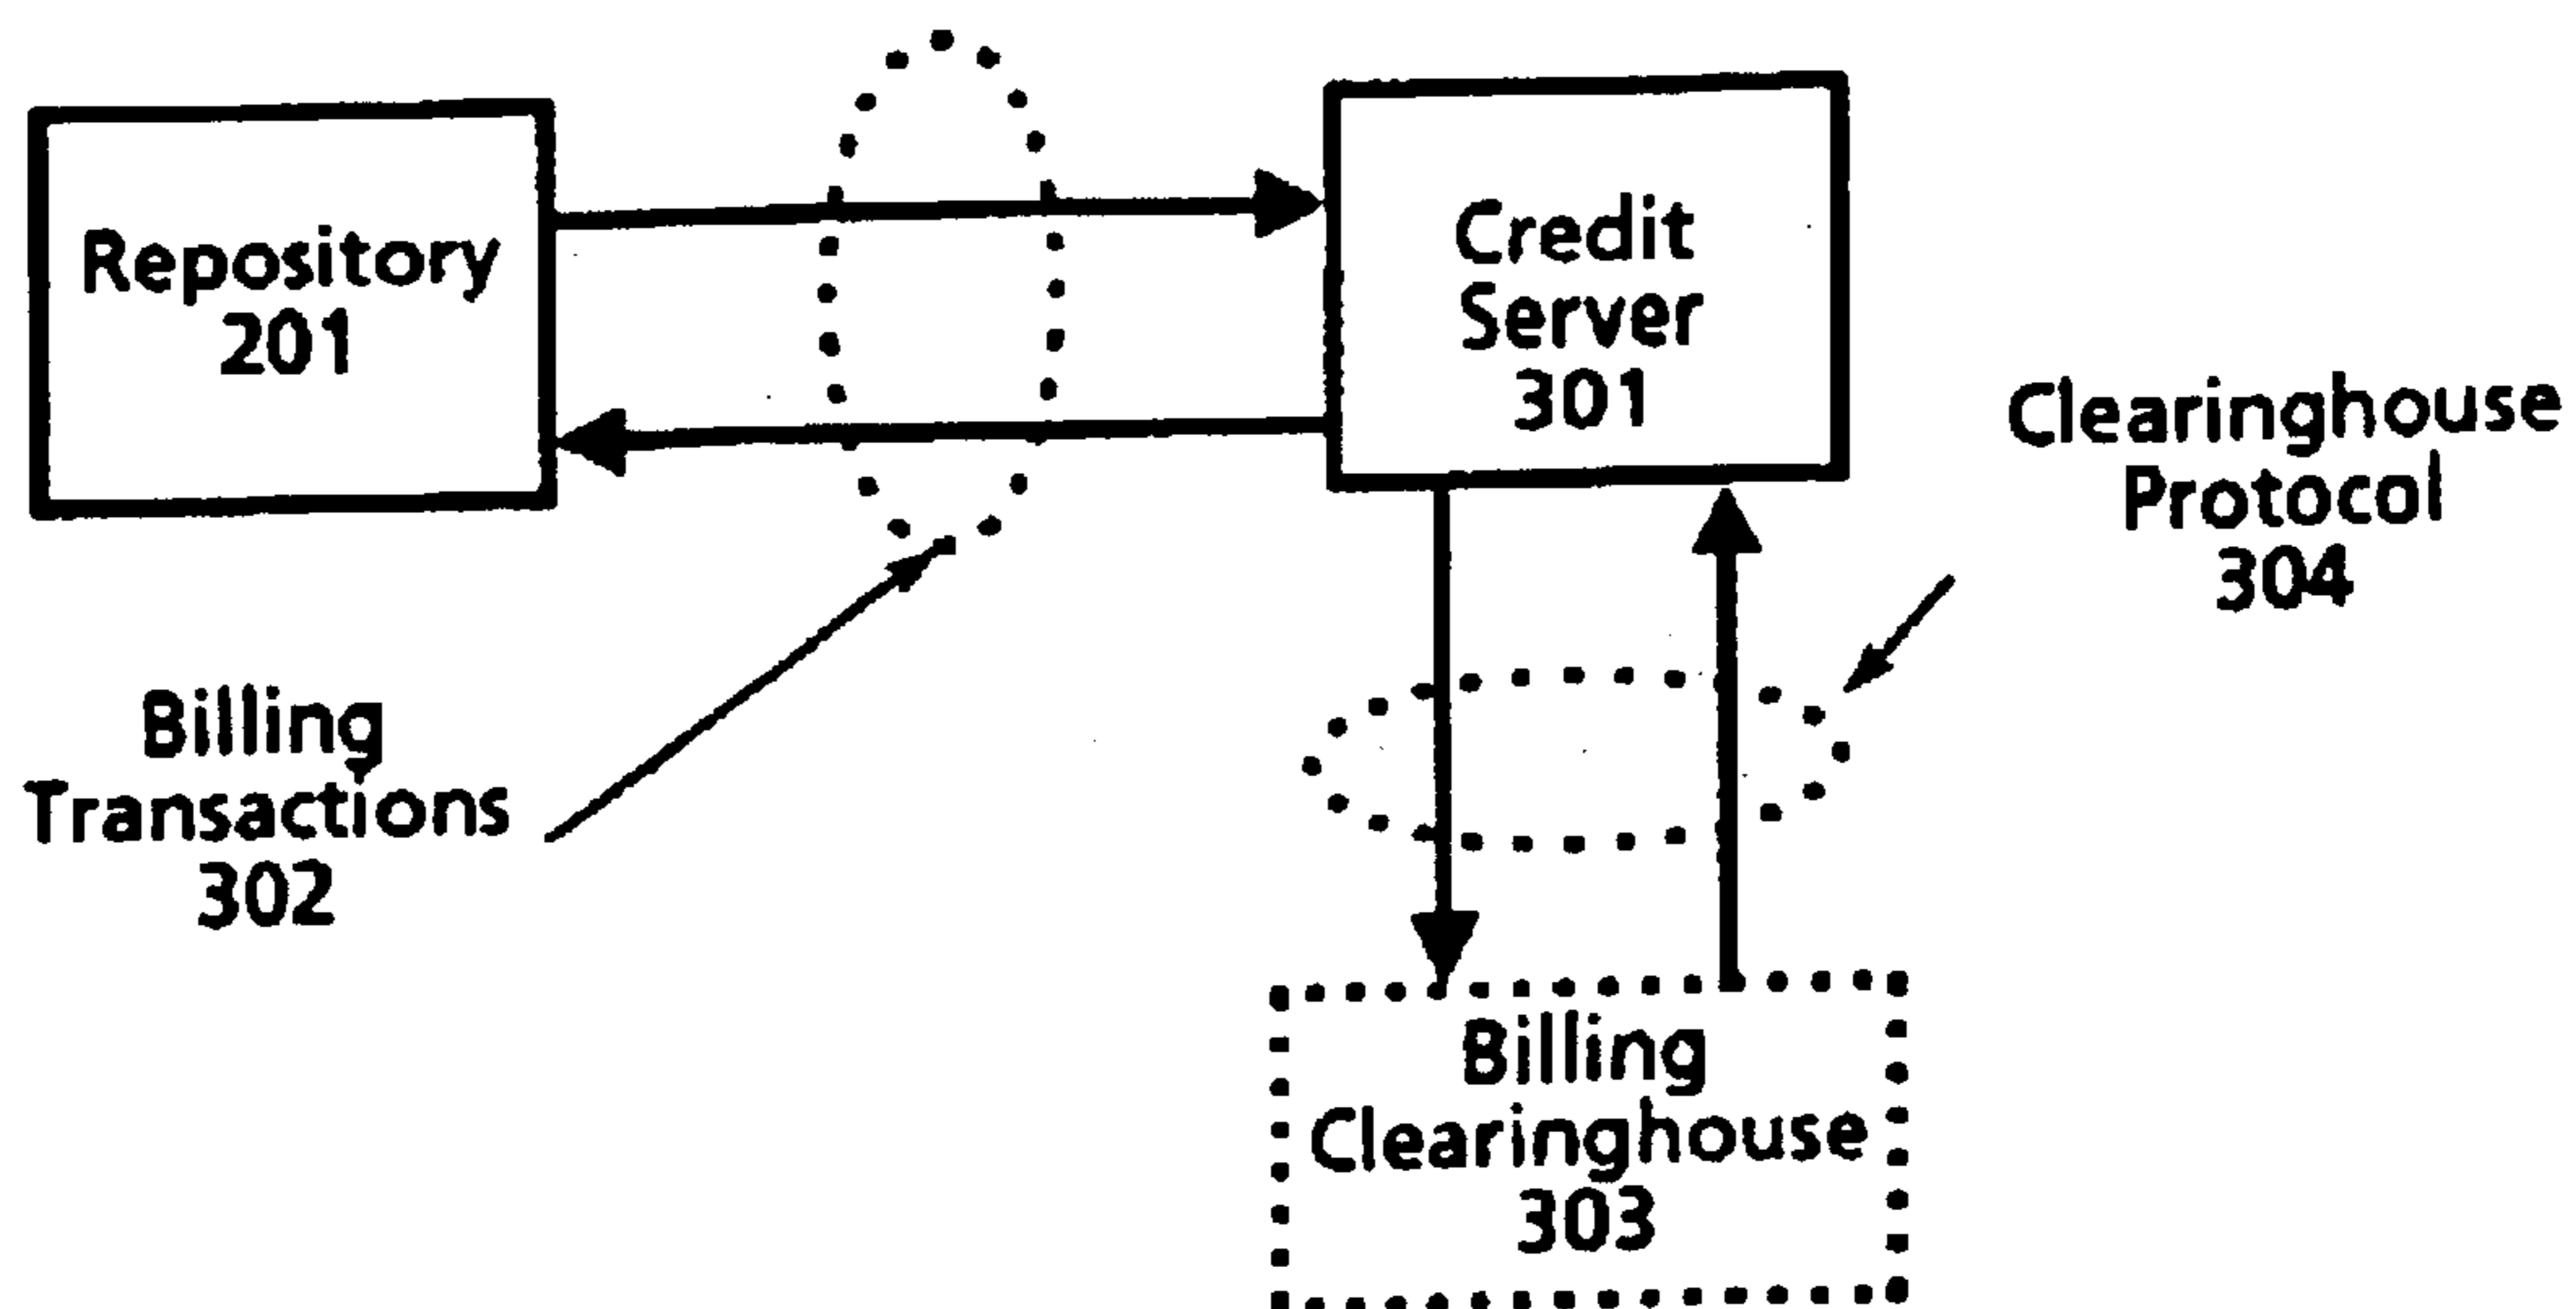 Repository
201
Credit
Server
301
Clearinghouse
Protocol
304
Billing
Transactions
302
Billing
Clearinghouse
303